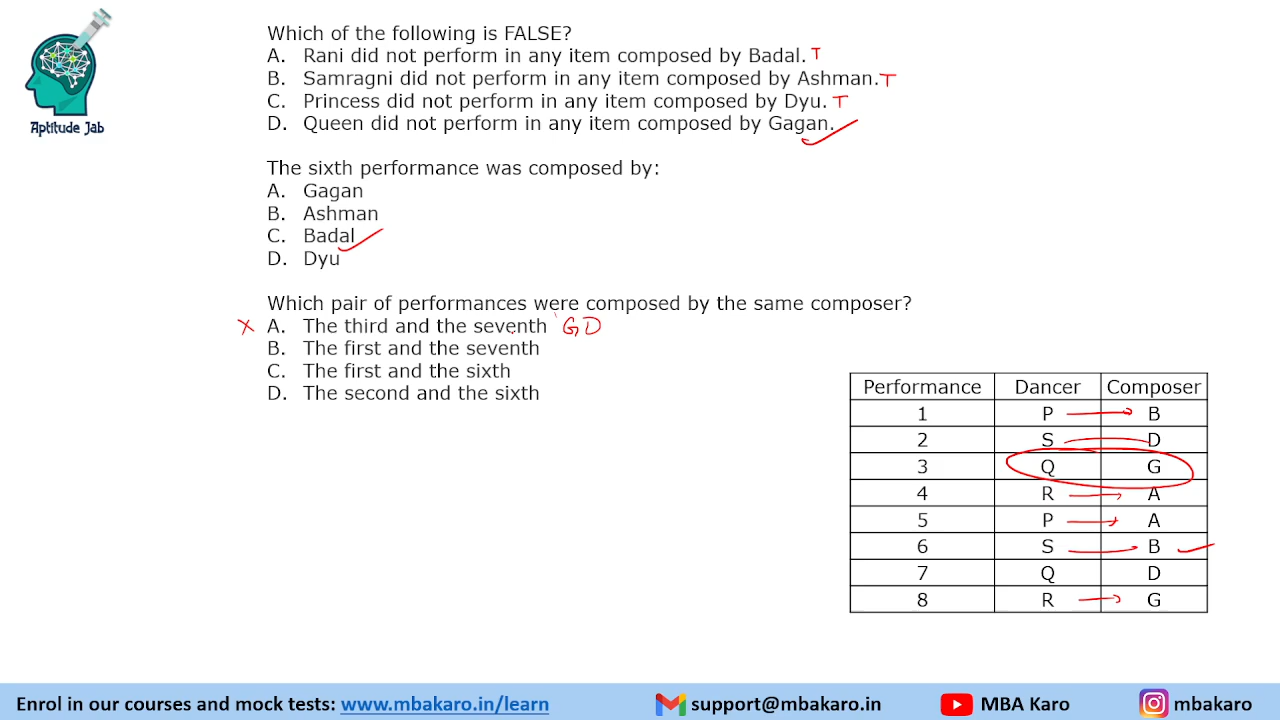 Aptitude Jab
Which of the following is FALSE?
A. Rani did not perform in any item composed by Badal. T
B. Samragni did not perform in any item composed by Ashman. T
C. Princess did not perform in any item composed by Dyu. T
D. Queen did not perform in any item composed by Gagan.
The sixth performance was composed by:
A. Gagan
B. Ashman
C. Badal
D. Dyu
Which pair of performances were composed by the same composer?
X A. The third and the seventh GD
B. The first and the seventh
C. The first and the sixth
D. The second and the sixth
Performance Dancer Composer
1 P B
2 S D
3 Q G
4 R A
5 P A
6 S B
7 Q D
8 R G
Enrol in our courses and mock tests: www.mbakaro.in/learn support@mbakaro.in MBA Karo mbakaro